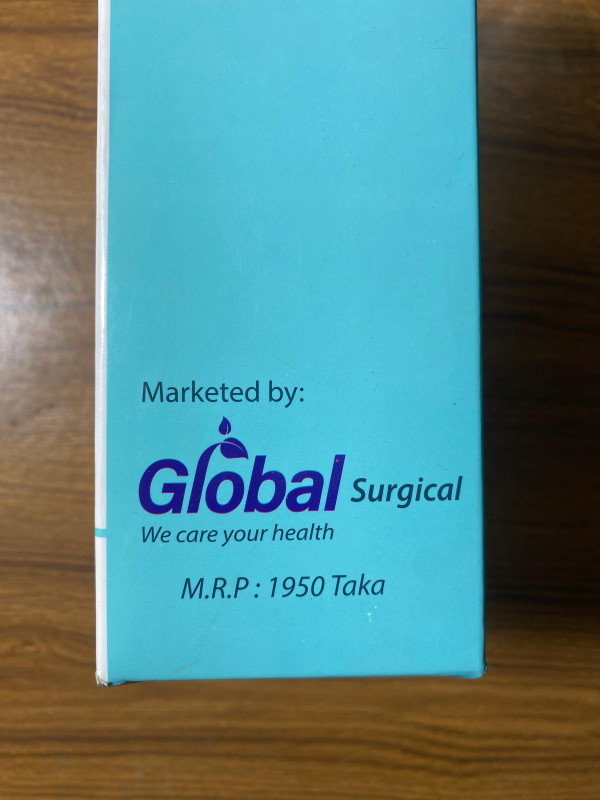 Marketed by:
Global Surgical
We care your health
M.R.P : 1950 Taka